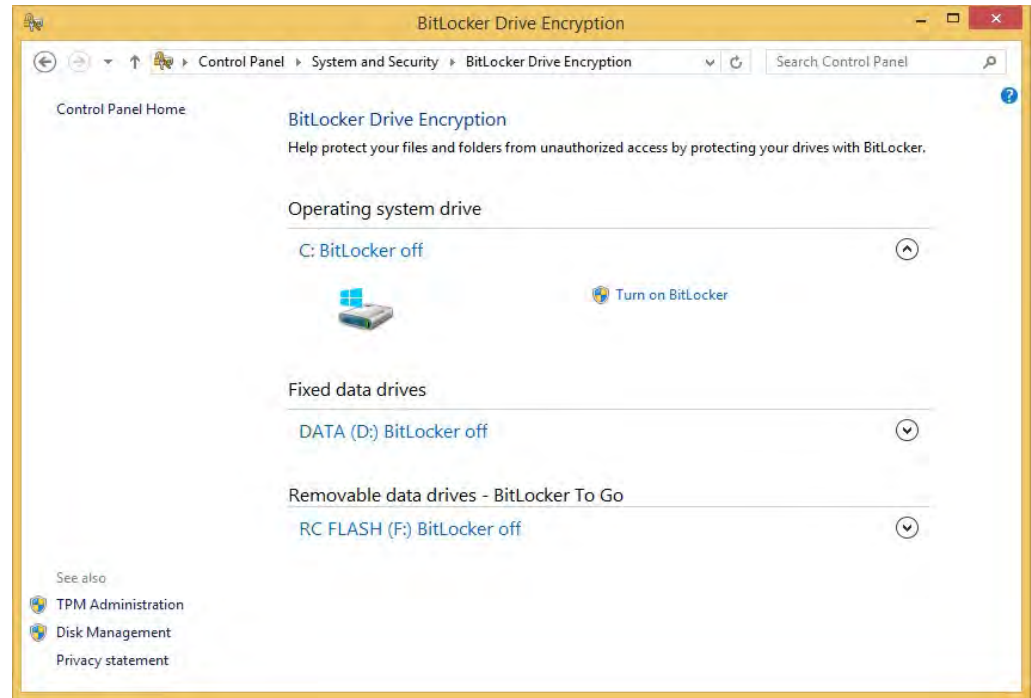 BitLocker Drive Encryption
Control Panel ▸ System and Security ▸ BitLocker Drive Encryption
Search Control Panel
Control Panel Home
BitLocker Drive Encryption
Help protect your files and folders from unauthorized access by protecting your drives with BitLocker.
Operating system drive
C: BitLocker off
Turn on BitLocker
Fixed data drives
DATA (D:) BitLocker off
Removable data drives - BitLocker To Go
RC FLASH (F:) BitLocker off
See also
TPM Administration
Disk Management
Privacy statement